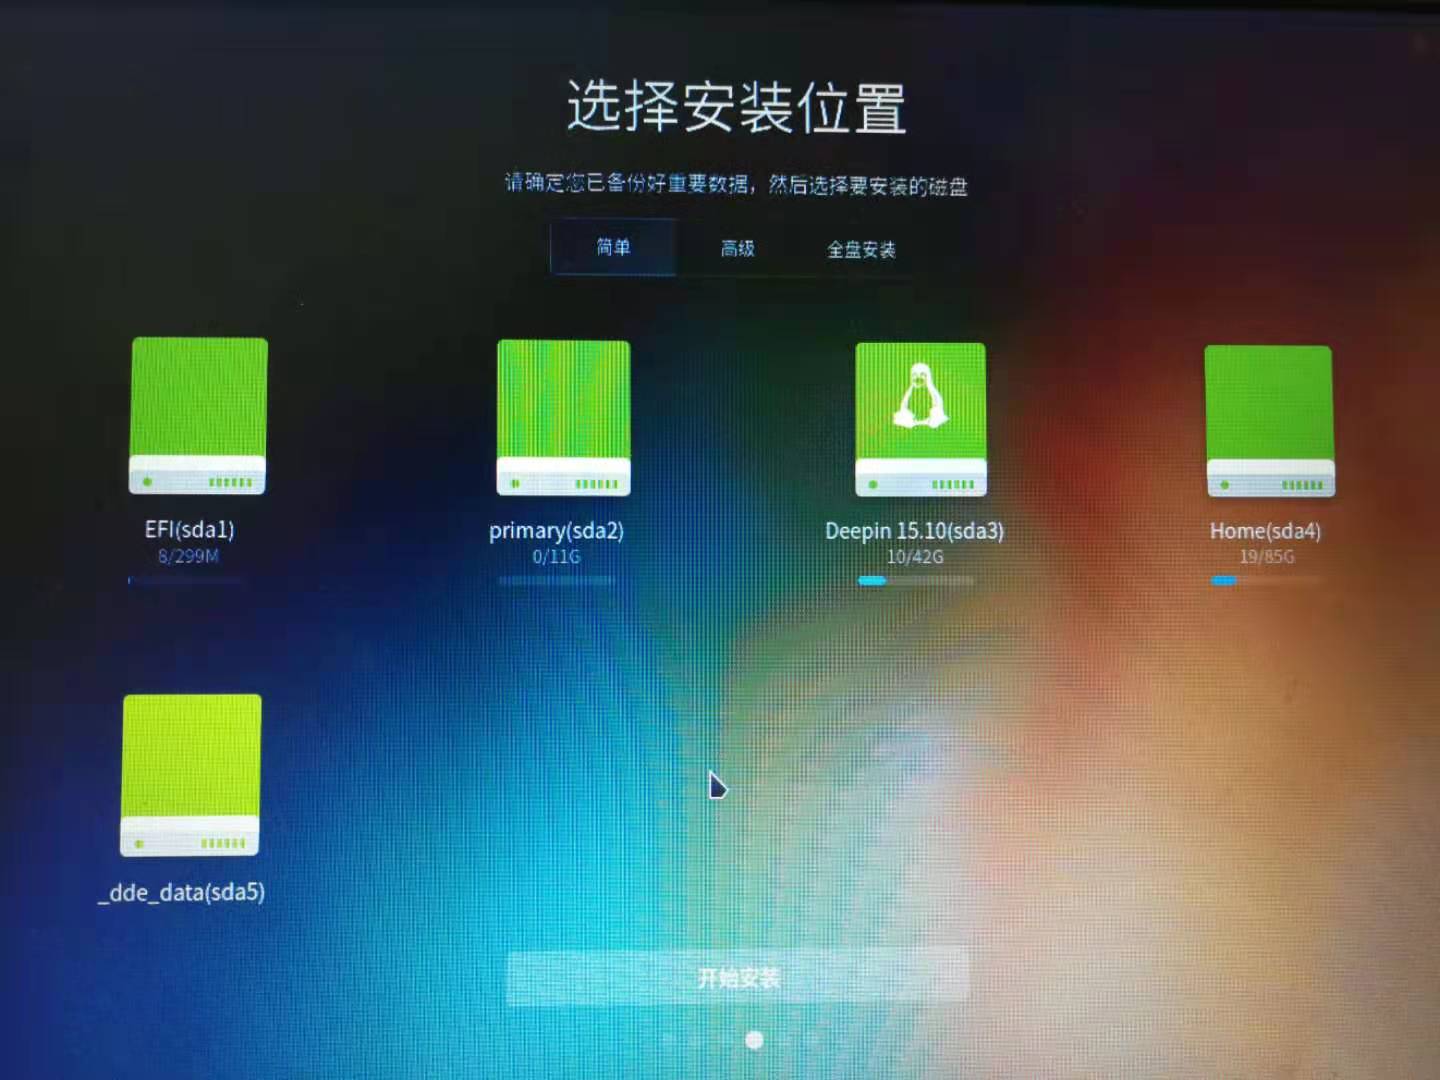 选择安装位置
请确定您已备份好重要数据，然后选择要安装的磁盘
简单
高级
全盘安装
EFI(sda1)
8/299M
primary(sda2)
0/11G
Deepin 15.10(sda3)
10/42G
Home(sda4)
19/85G
_dde_data(sda5)
开始安装